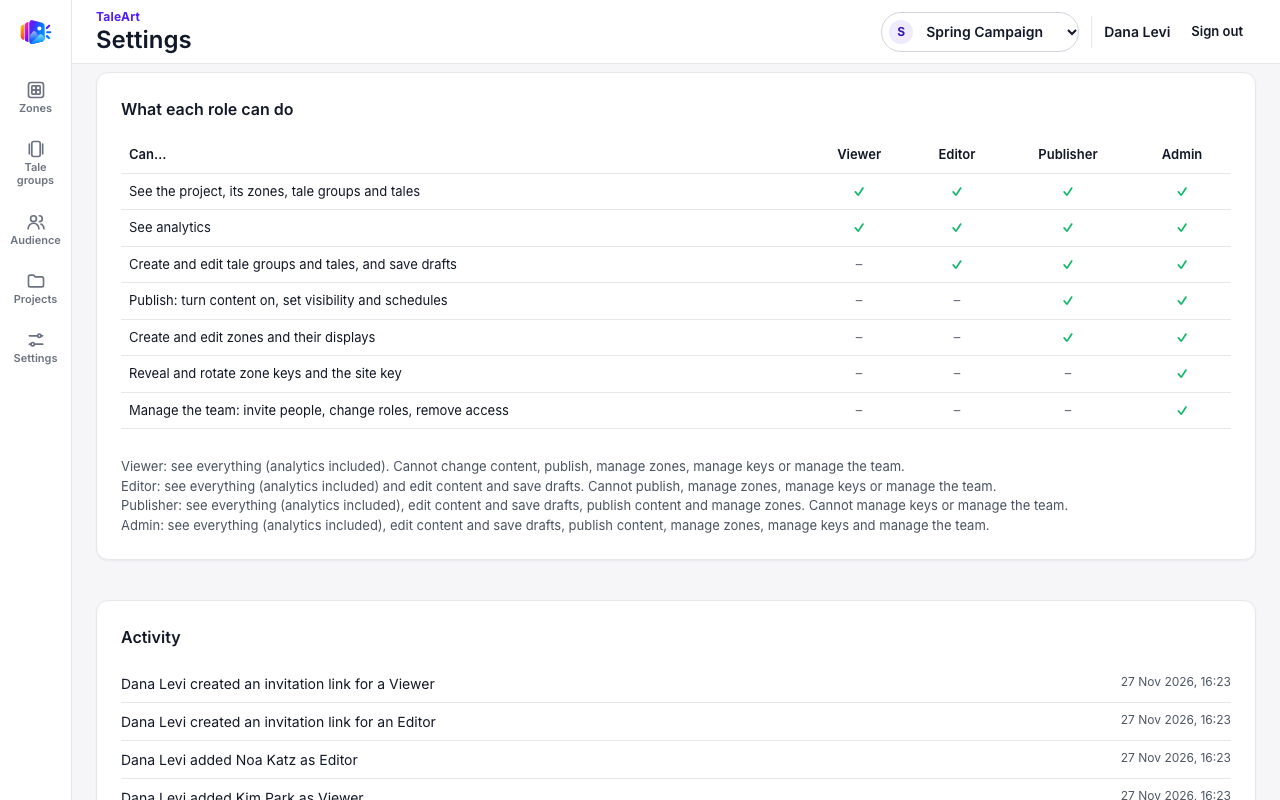 TaleArt
Settings
S Spring Campaign
Dana Levi
Sign out
Zones
Tale
groups
Audience
Projects
Settings
What each role can do
Can... Viewer Editor Publisher Admin
See the project, its zones, tale groups and tales ✓ ✓ ✓ ✓
See analytics ✓ ✓ ✓ ✓
Create and edit tale groups and tales, and save drafts – ✓ ✓ ✓
Publish: turn content on, set visibility and schedules – – ✓ ✓
Create and edit zones and their displays – – ✓ ✓
Reveal and rotate zone keys and the site key – – – ✓
Manage the team: invite people, change roles, remove access – – – ✓
Viewer: see everything (analytics included). Cannot change content, publish, manage zones, manage keys or manage the team.
Editor: see everything (analytics included) and edit content and save drafts. Cannot publish, manage zones, manage keys or manage the team.
Publisher: see everything (analytics included), edit content and save drafts, publish content and manage zones. Cannot manage keys or manage the team.
Admin: see everything (analytics included), edit content and save drafts, publish content, manage zones, manage keys and manage the team.
Activity
Dana Levi created an invitation link for a Viewer 27 Nov 2026, 16:23
Dana Levi created an invitation link for an Editor 27 Nov 2026, 16:23
Dana Levi added Noa Katz as Editor 27 Nov 2026, 16:23
Dana Levi added Kim Park as Viewer 27 Nov 2026, 16:23